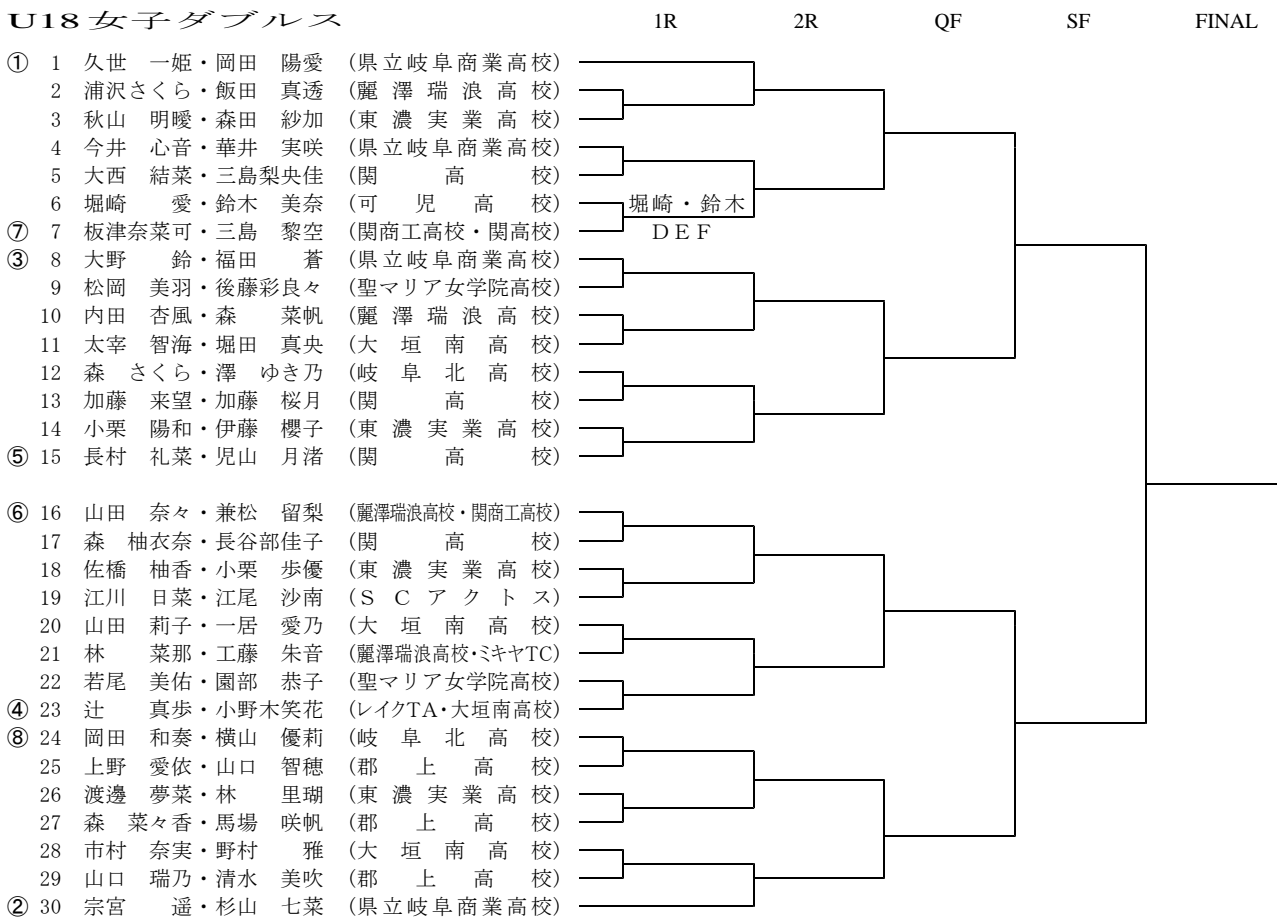 U18女子ダブルス 1R 2R QF SF FINAL
① 1 久世 一姫・岡田 陽愛 (県立岐阜商業高校)
2 浦沢さくら・飯田 真透 (麗澤瑞浪高校)
3 秋山 明曖・森田 紗加 (東濃実業高校)
4 今井 心音・華井 実咲 (県立岐阜商業高校)
5 大西 結菜・三島梨央佳 (関高校)
6 堀崎 愛・鈴木 美奈 (可児高校) 堀崎・鈴木
⑦ 7 板津奈菜可・三島 黎空 (関商工高校・関高校) DEF
③ 8 大野 鈴・福田 蒼 (県立岐阜商業高校)
9 松岡 美羽・後藤彩良々 (聖マリア女学院高校)
10 内田 杏風・森 菜帆 (麗澤瑞浪高校)
11 太宰 智海・堀田 真央 (大垣南高校)
12 森 さくら・澤 ゆき乃 (岐阜北高校)
13 加藤 来望・加藤 桜月 (関高校)
14 小栗 陽和・伊藤 櫻子 (東濃実業高校)
⑤ 15 長村 礼菜・児山 月渚 (関高校)
⑥ 16 山田 奈々・兼松 留梨 (麗澤瑞浪高校・関商工高校)
17 森 柚衣奈・長谷部佳子 (関高校)
18 佐橋 柚香・小栗 歩優 (東濃実業高校)
19 江川 日菜・江尾 沙南 (SCアクトス)
20 山田 莉子・一居 愛乃 (大垣南高校)
21 林 菜那・工藤 朱音 (麗澤瑞浪高校・ミキヤTC)
22 若尾 美佑・園部 恭子 (聖マリア女学院高校)
④ 23 辻 真歩・小野木笑花 (レイクTA・大垣南高校)
⑧ 24 岡田 和奏・横山 優莉 (岐阜北高校)
25 上野 愛依・山口 智穂 (郡上高校)
26 渡邊 夢菜・林 里瑚 (東濃実業高校)
27 森 菜々香・馬場 咲帆 (郡上高校)
28 市村 奈実・野村 雅 (大垣南高校)
29 山口 瑞乃・清水 美吹 (郡上高校)
② 30 宗宮 遥・杉山 七菜 (県立岐阜商業高校)